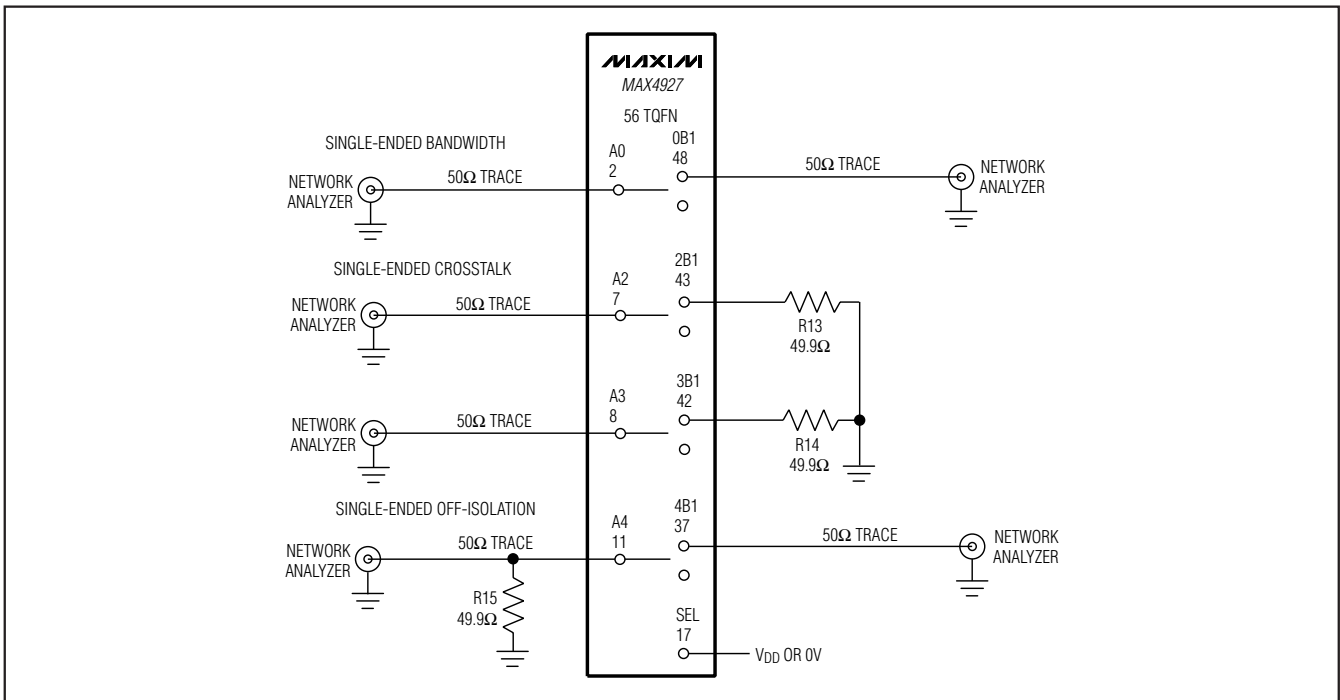 MAXIM
MAX4927
56 TQFN
SINGLE-ENDED BANDWIDTH
NETWORK
ANALYZER
50Ω TRACE
A0
2
0B1
48
50Ω TRACE
NETWORK
ANALYZER
SINGLE-ENDED CROSSTALK
NETWORK
ANALYZER
50Ω TRACE
A2
7
2B1
43
R13
49.9Ω
NETWORK
ANALYZER
50Ω TRACE
A3
8
3B1
42
R14
49.9Ω
SINGLE-ENDED OFF-ISOLATION
NETWORK
ANALYZER
50Ω TRACE
R15
49.9Ω
A4
11
4B1
37
50Ω TRACE
NETWORK
ANALYZER
SEL
17
VDD OR 0V